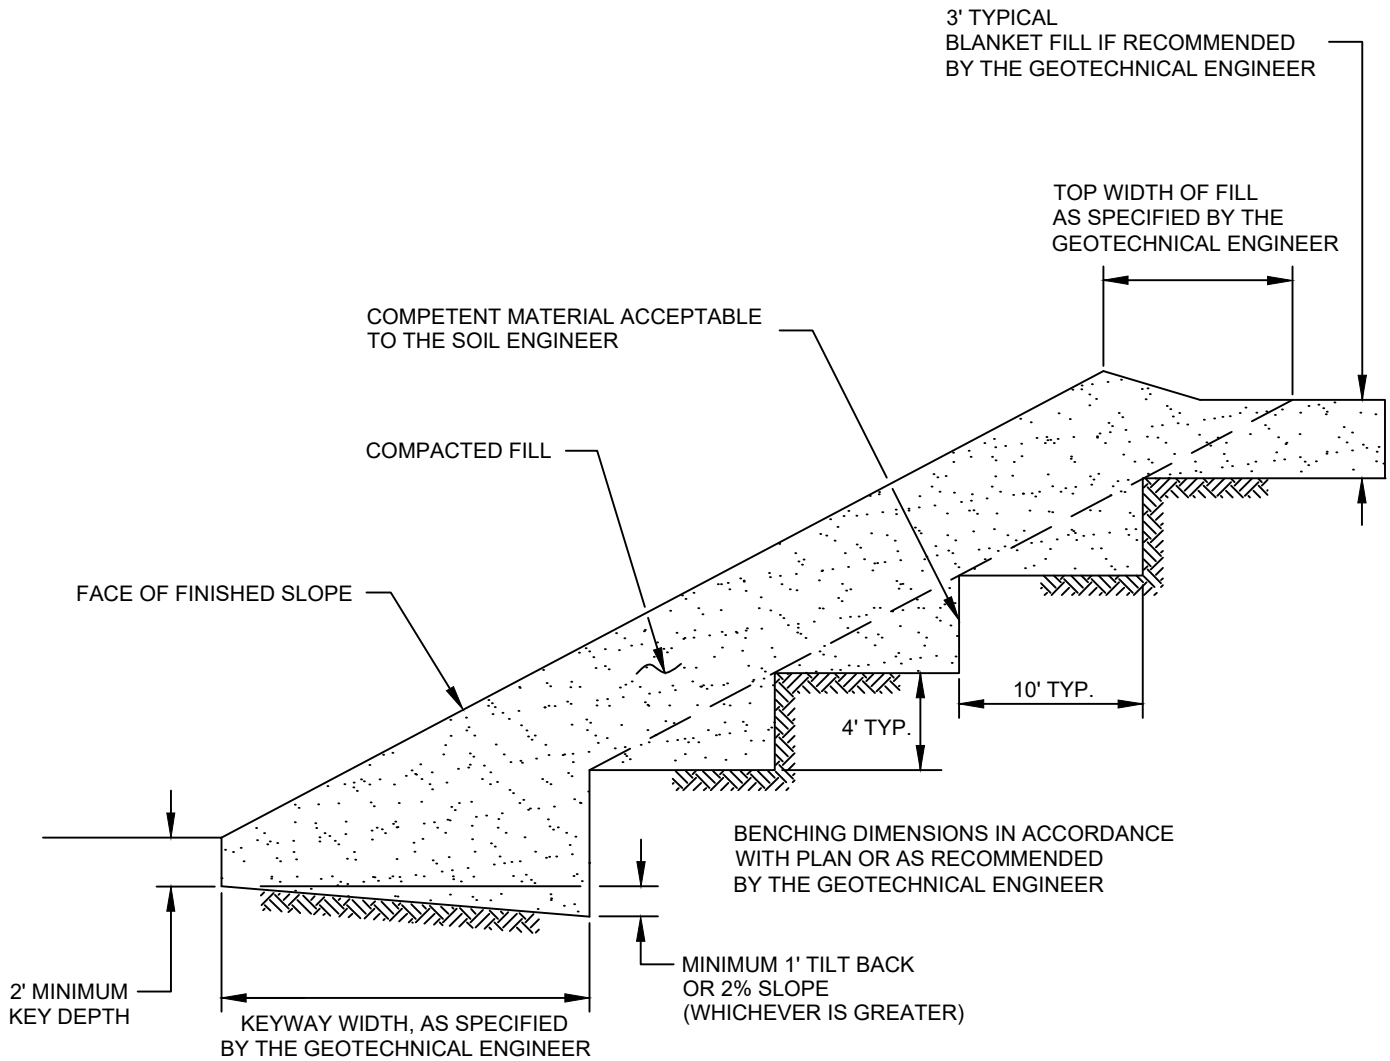 3' TYPICAL
BLANKET FILL IF RECOMMENDED
BY THE GEOTECHNICAL ENGINEER
TOP WIDTH OF FILL
AS SPECIFIED BY THE
GEOTECHNICAL ENGINEER
COMPETENT MATERIAL ACCEPTABLE
TO THE SOIL ENGINEER
COMPACTED FILL
FACE OF FINISHED SLOPE
10' TYP.
4' TYP.
BENCHING DIMENSIONS IN ACCORDANCE
WITH PLAN OR AS RECOMMENDED
BY THE GEOTECHNICAL ENGINEER
MINIMUM 1' TILT BACK
OR 2% SLOPE
(WHICHEVER IS GREATER)
2' MINIMUM
KEY DEPTH
KEYWAY WIDTH, AS SPECIFIED
BY THE GEOTECHNICAL ENGINEER